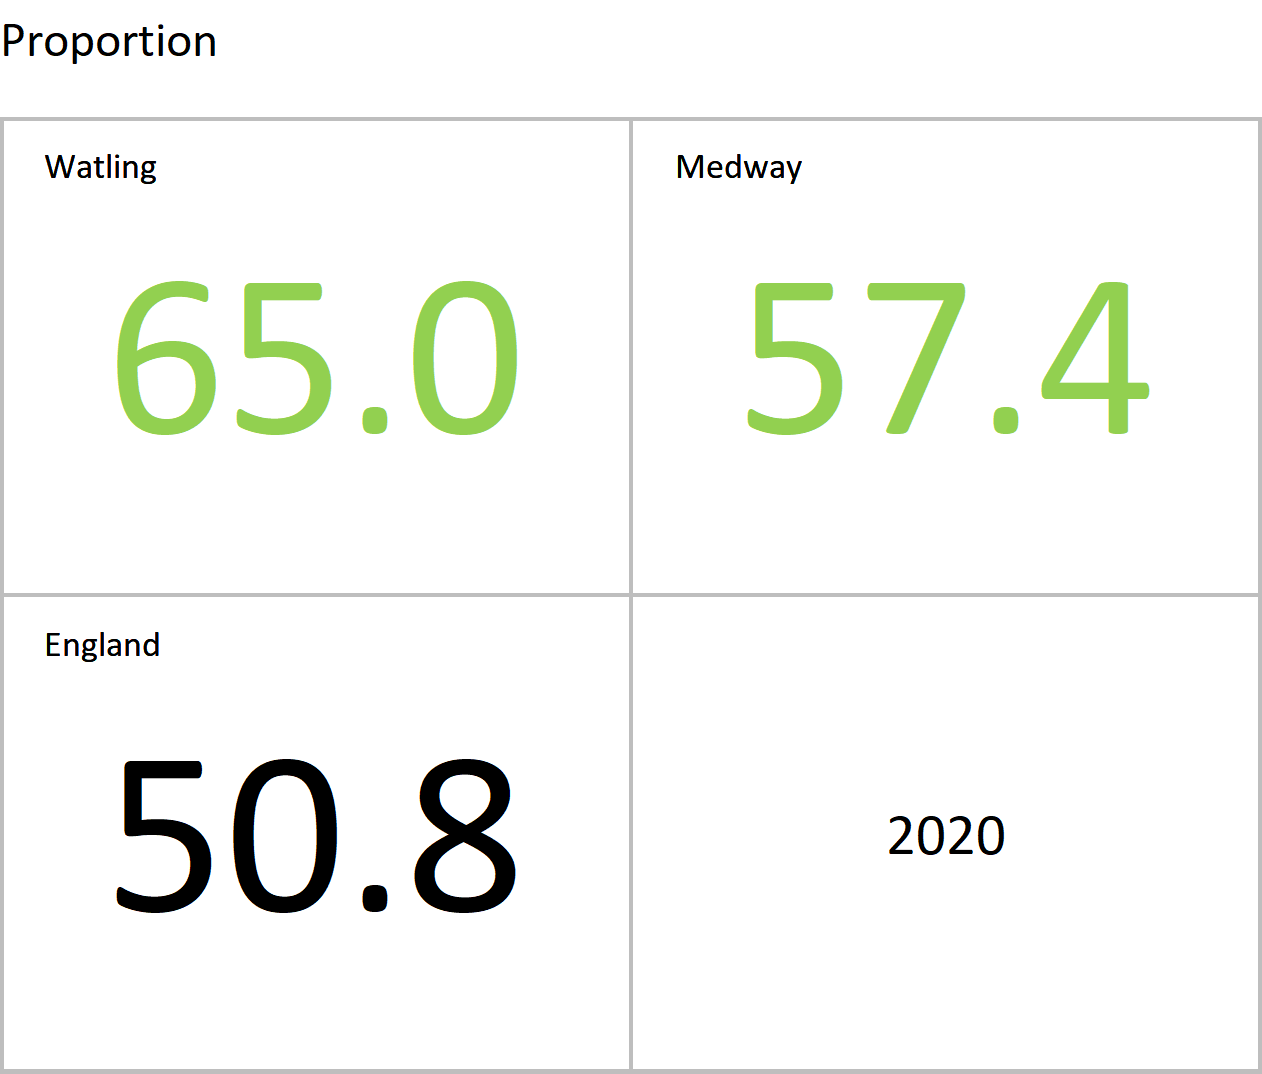 Proportion
Watling
65.0
Medway
57.4
England
50.8
2020